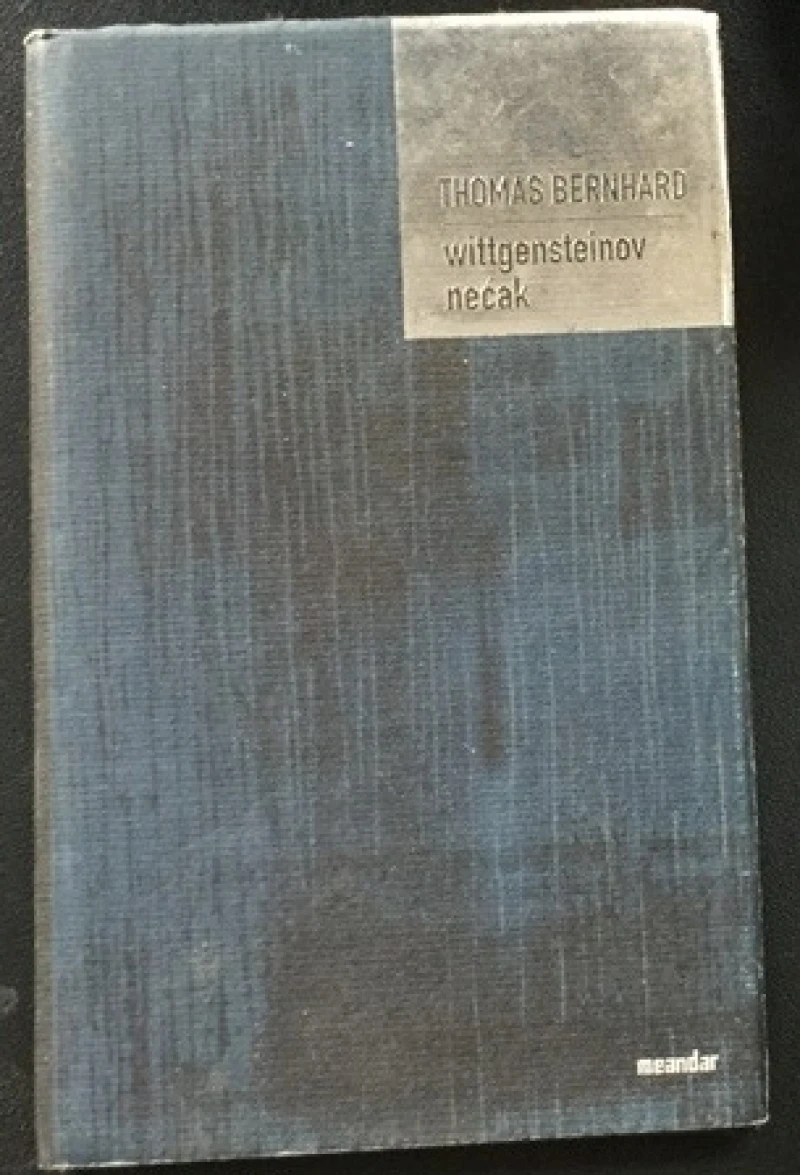 THOMAS BERNHARD
wittgensteinov
nećak
meandar